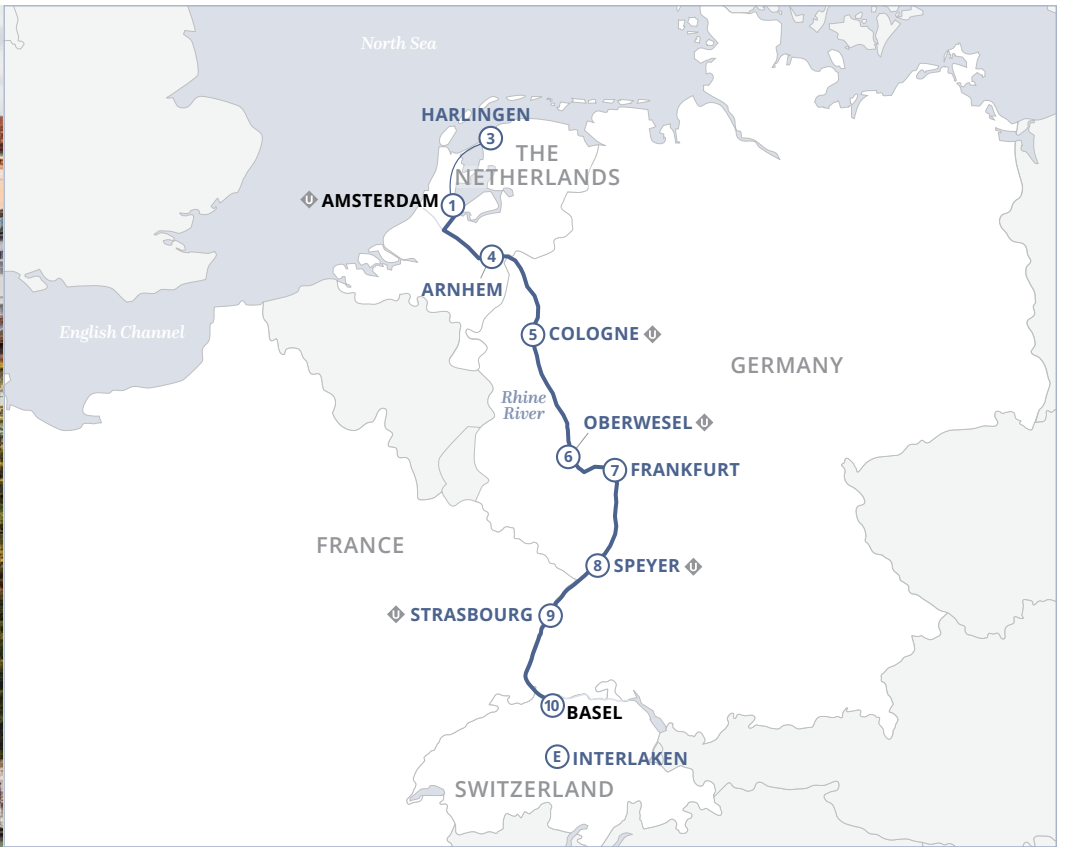 North Sea
HARLINGEN
3
THE
NETHERLANDS
U AMSTERDAM 1
4
ARNHEM
English Channel
5 COLOGNE U
GERMANY
Rhine
River
OBERWESEL U
6
7 FRANKFURT
FRANCE
8 SPEYER U
U STRASBOURG 9
10 BASEL
E INTERLAKEN
SWITZERLAND